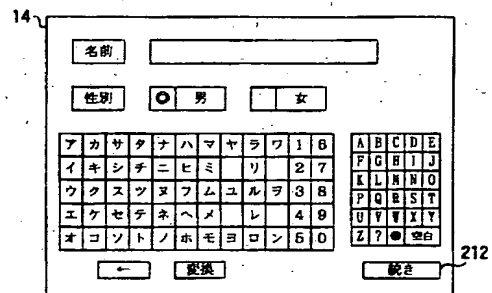 14
名前
性別 ◎ 男 女
ア カ サ タ ナ ハ マ ヤ ラ ワ 1 6 A B C D E
イ キ シ チ ニ ヒ ミ リ 2 7 F G H I J
ウ ク ス ツ ヌ フ ム ユ ル ヲ 3 8 K L M N O
エ ケ セ テ ネ ヘ メ レ 4 9 P Q R S T
オ コ ソ ト ノ ホ モ ヨ ロ ン 5 0 U V W X Y
Z ? ● 空白
← 変換 続き 212